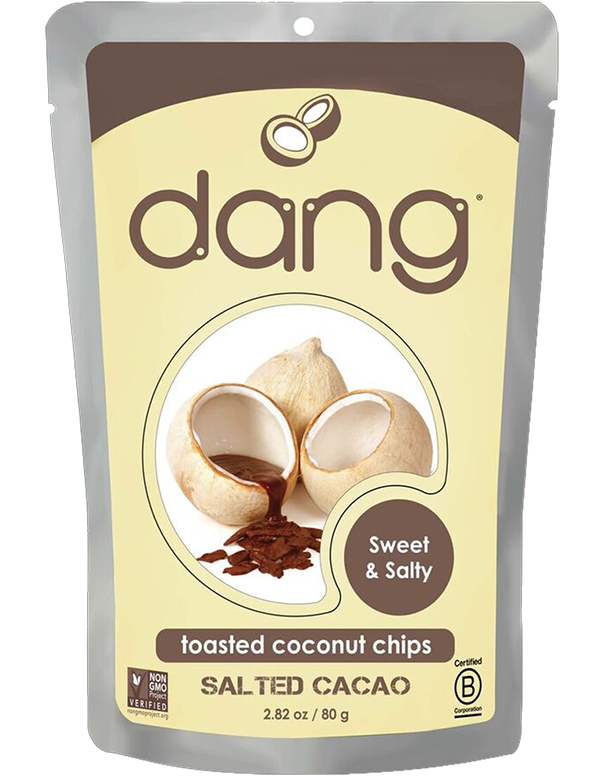 dang®
Sweet
& Salty
toasted coconut chips
SALTED CACAO
2.82 oz / 80 g
NON
GMO
Project
VERIFIED
nongmoproject.org
Certified
B
Corporation